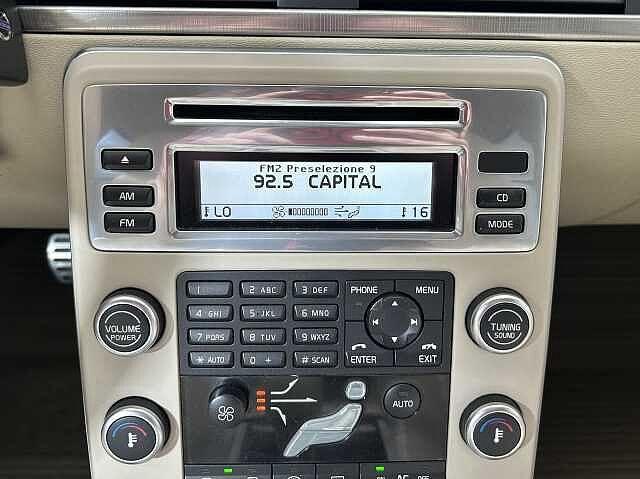 FM2 Preselezione 9
92.5 CAPITAL
LO 16
AM
FM
CD
MODE
1 2 ABC 3 DEF
4 GHI 5 JKL 6 MNO
7 PQRS 8 TUV 9 WXYZ
* AUTO 0 + # SCAN
PHONE MENU
ENTER EXIT
VOLUME
POWER
TUNING
SOUND
AUTO
AC